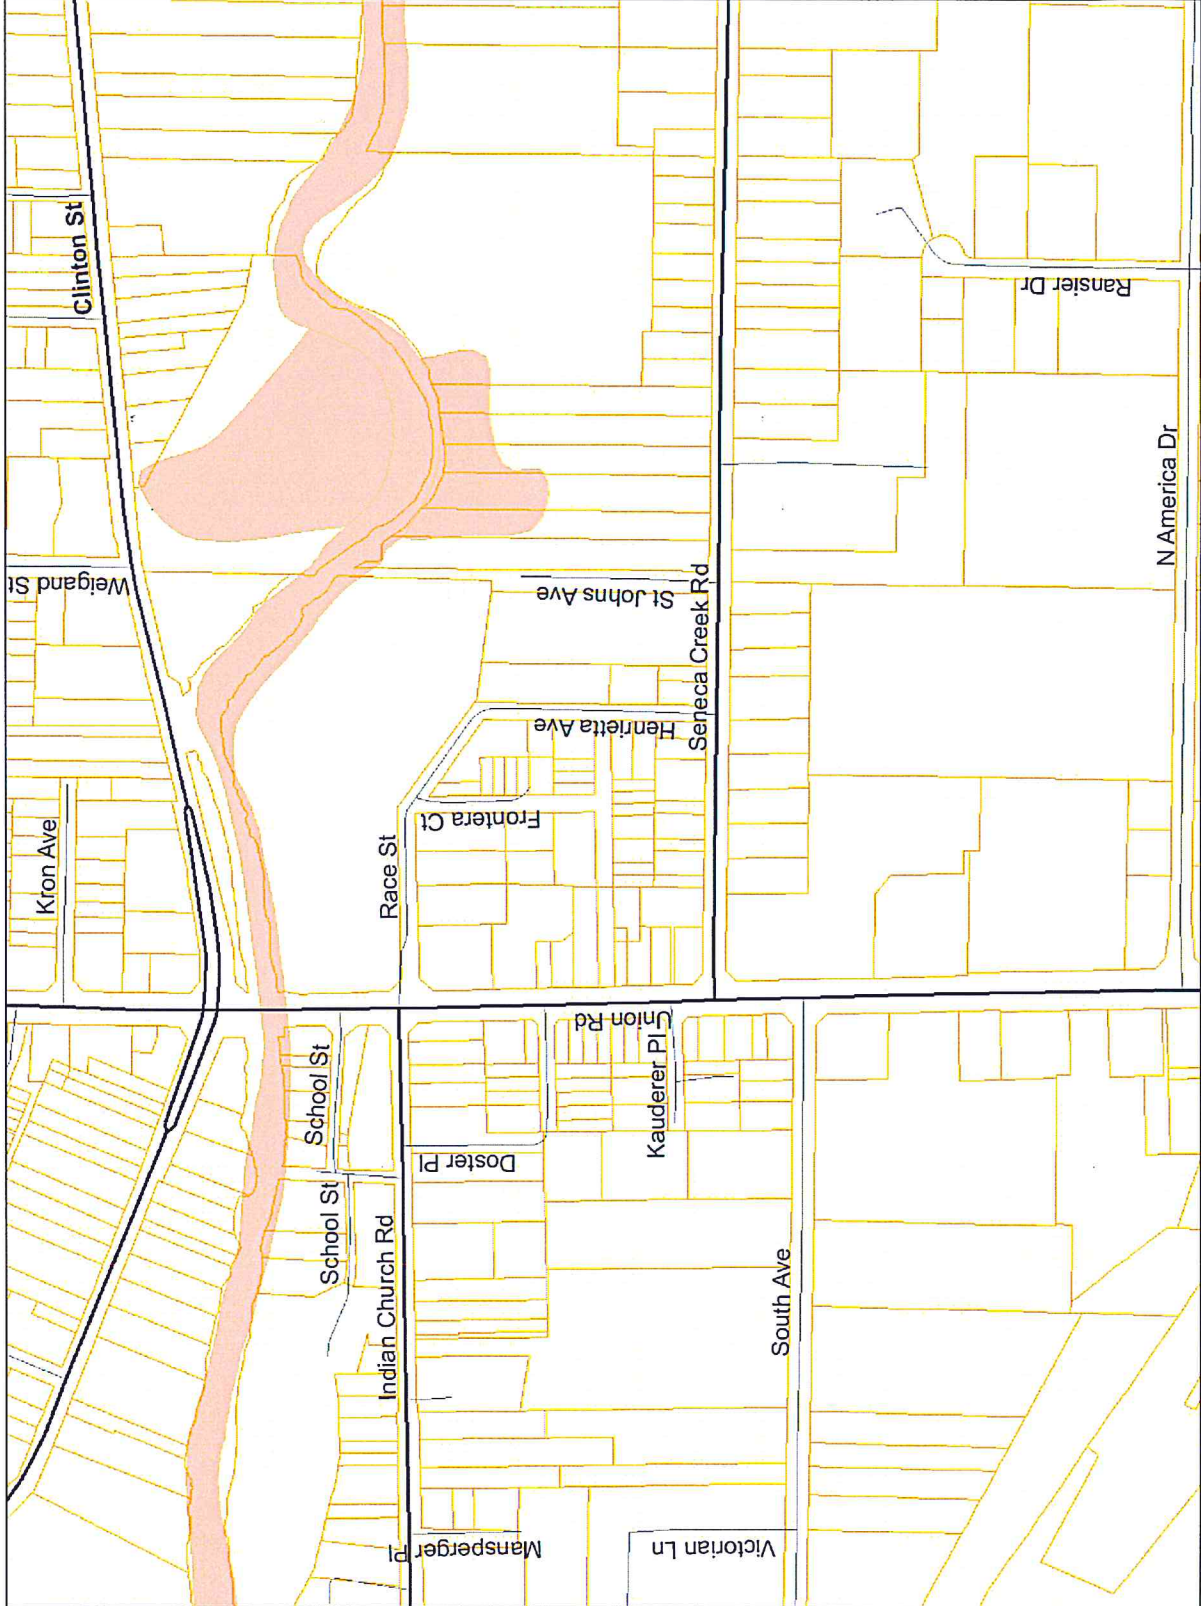 Clinton St
Weigand St
Kron Ave
Ransier Dr
N America Dr
St Johns Ave
Seneca Creek Rd
Henrietta Ave
Frontera Ct
Race St
Union Rd
Kauderer Pl
School St
Doster Pl
School St
Indian Church Rd
South Ave
Mansperger Pl
Victorian Ln